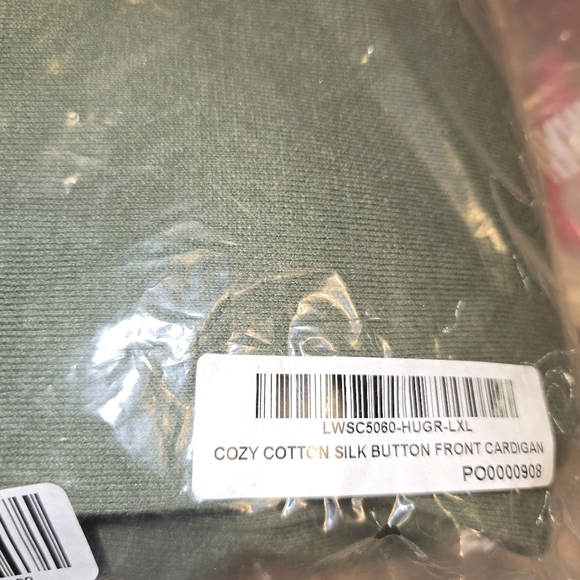 LWSC5060-HUGR-LXL
COZY COTTON SILK BUTTON FRONT CARDIGAN
PO0000908